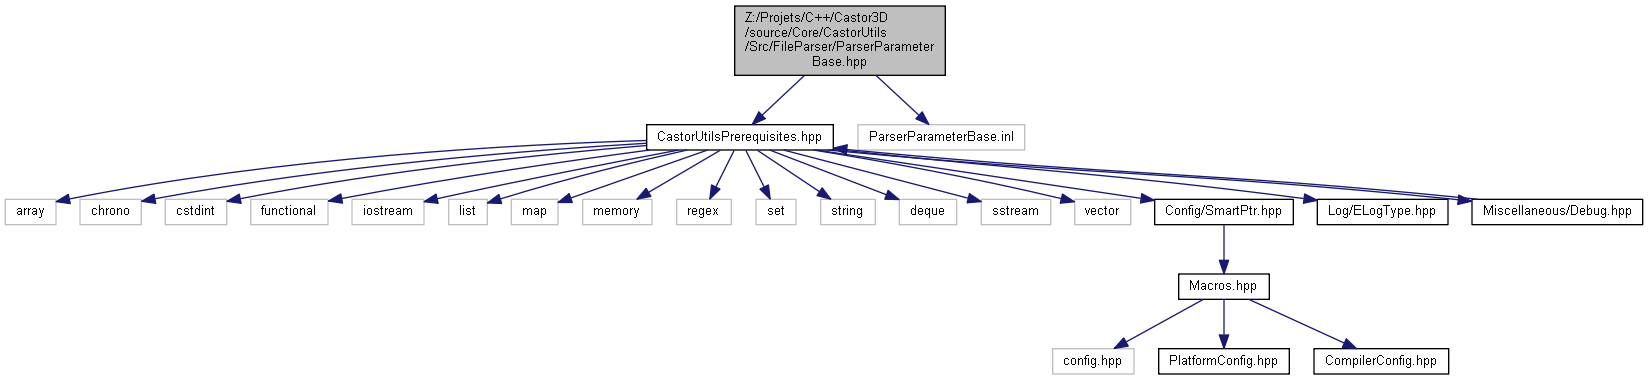 Z:/Projets/C++/Castor3D
/source/Core/CastorUtils
/Src/FileParser/ParserParameter
Base.hpp
CastorUtilsPrerequisites.hpp
ParserParameterBase.inl
array
chrono
cstdint
functional
iostream
list
map
memory
regex
set
string
deque
sstream
vector
Config/SmartPtr.hpp
Log/ELogType.hpp
Miscellaneous/Debug.hpp
Macros.hpp
config.hpp
PlatformConfig.hpp
CompilerConfig.hpp